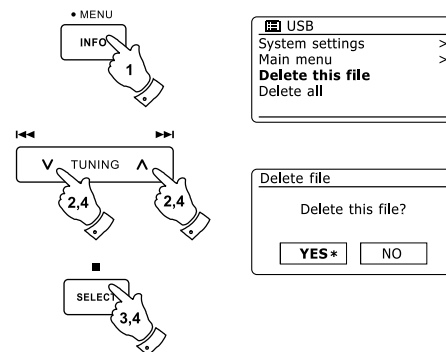 • MENU
INFO
1
V TUNING Λ
2,4
2,4
SELECT
3,4
USB
System settings >
Main menu >
Delete this file
Delete all
Delete file
Delete this file?
YES*
NO